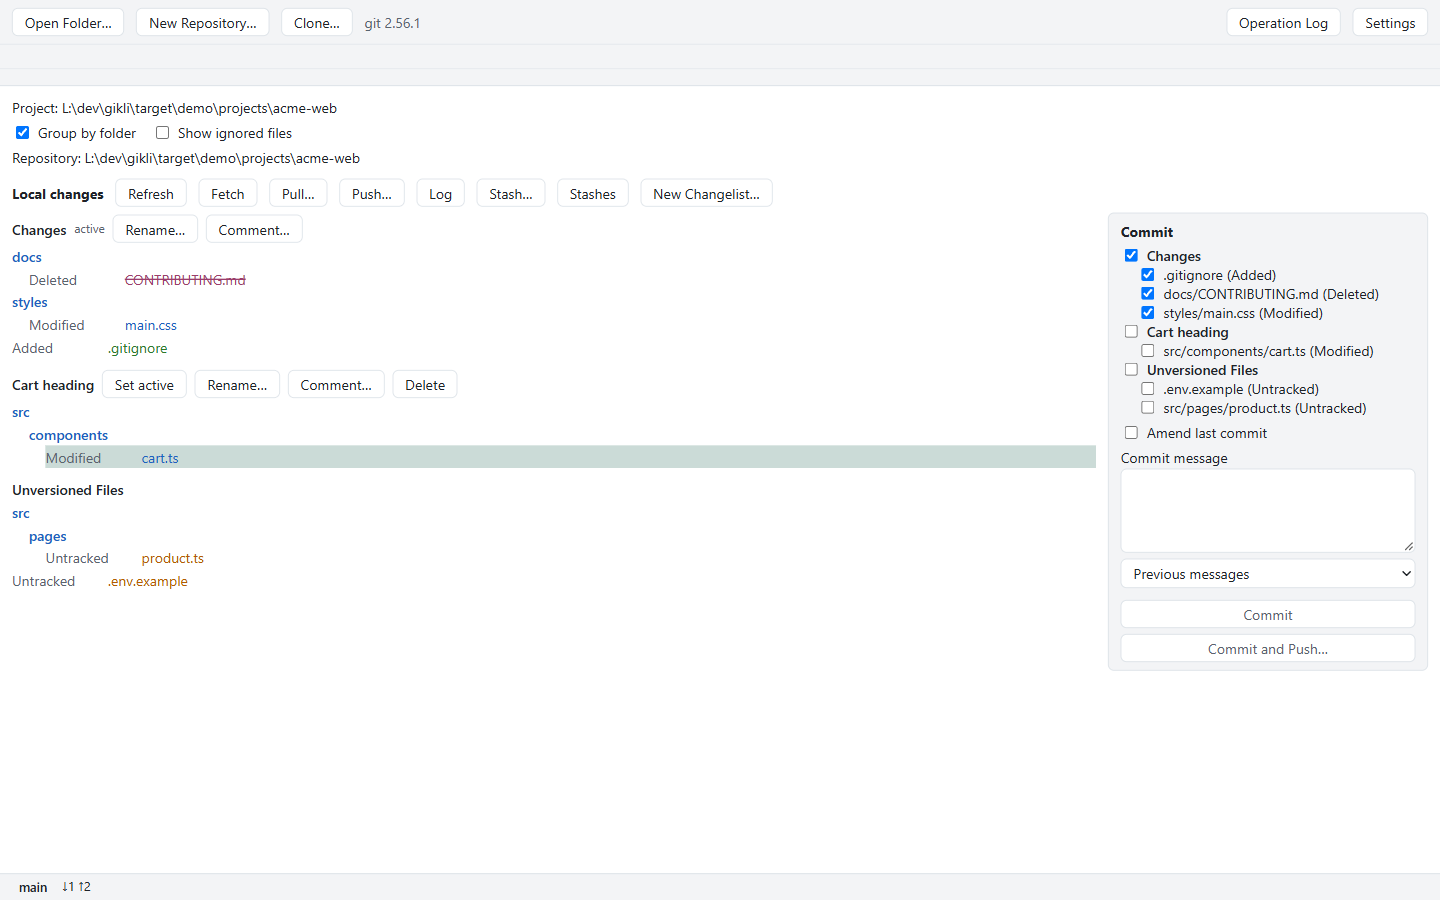 Open Folder... New Repository... Clone... git 2.56.1 Operation Log Settings
Project: L:\dev\gikli\target\demo\projects\acme-web
Group by folder Show ignored files
Repository: L:\dev\gikli\target\demo\projects\acme-web
Local changes Refresh Fetch Pull... Push... Log Stash... Stashes New Changelist...
Changes active Rename... Comment...
docs
Deleted CONTRIBUTING.md
styles
Modified main.css
Added .gitignore
Cart heading Set active Rename... Comment... Delete
src
components
Modified cart.ts
Unversioned Files
src
pages
Untracked product.ts
Untracked .env.example
Commit
Changes
.gitignore (Added)
docs/CONTRIBUTING.md (Deleted)
styles/main.css (Modified)
Cart heading
src/components/cart.ts (Modified)
Unversioned Files
.env.example (Untracked)
src/pages/product.ts (Untracked)
Amend last commit
Commit message
Previous messages
Commit
Commit and Push...
main ↓1 ↑2